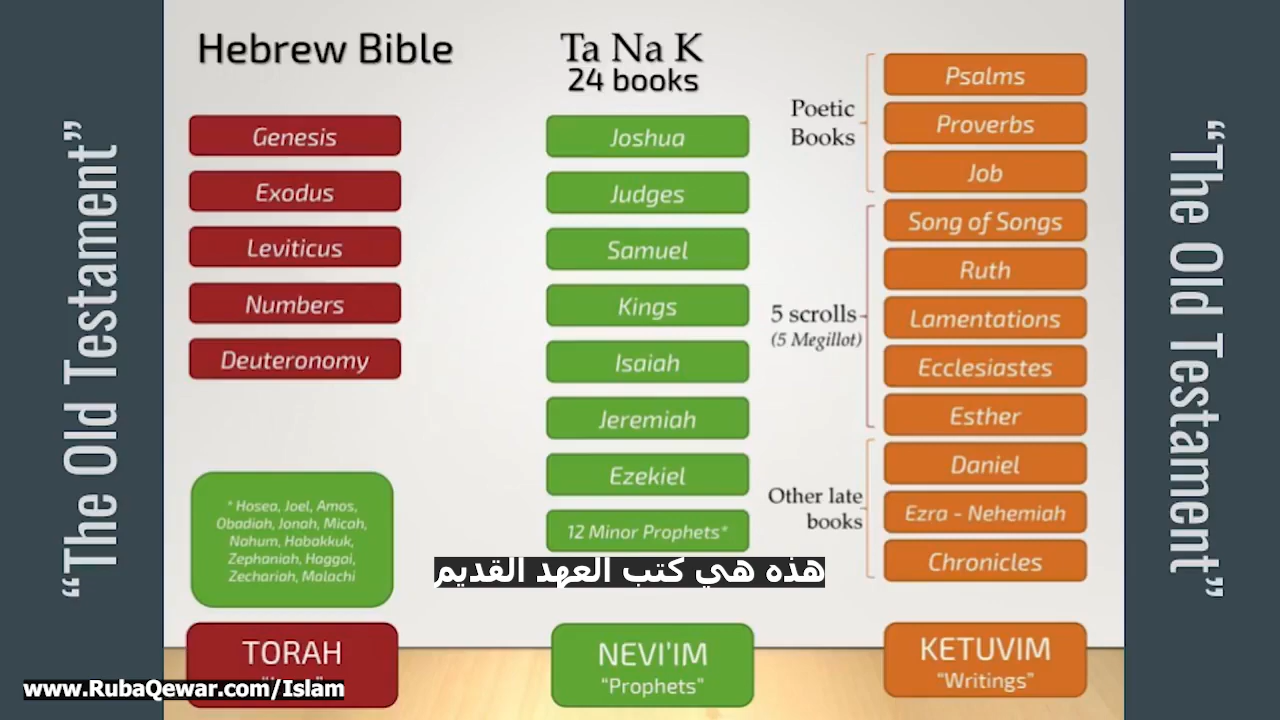 “The Old Testament”
Hebrew Bible
Ta Na K
24 books
Genesis
Exodus
Leviticus
Numbers
Deuteronomy
* Hosea, Joel, Amos,
Obadiah, Jonah, Micah,
Nahum, Habakkuk,
Zephaniah, Haggai,
Zechariah, Malachi
TORAH
Joshua
Judges
Samuel
Kings
Isaiah
Jeremiah
Ezekiel
12 Minor Prophets*
NEVI'IM
“Prophets”
Poetic
Books
Psalms
Proverbs
Job
5 scrolls
(5 Megillot)
Song of Songs
Ruth
Lamentations
Ecclesiastes
Esther
Other late
books
Daniel
Ezra - Nehemiah
Chronicles
KETUVIM
“Writings”
“The Old Testament”
هذه هي كتب العهد القديم
www.RubaQewar.com/Islam